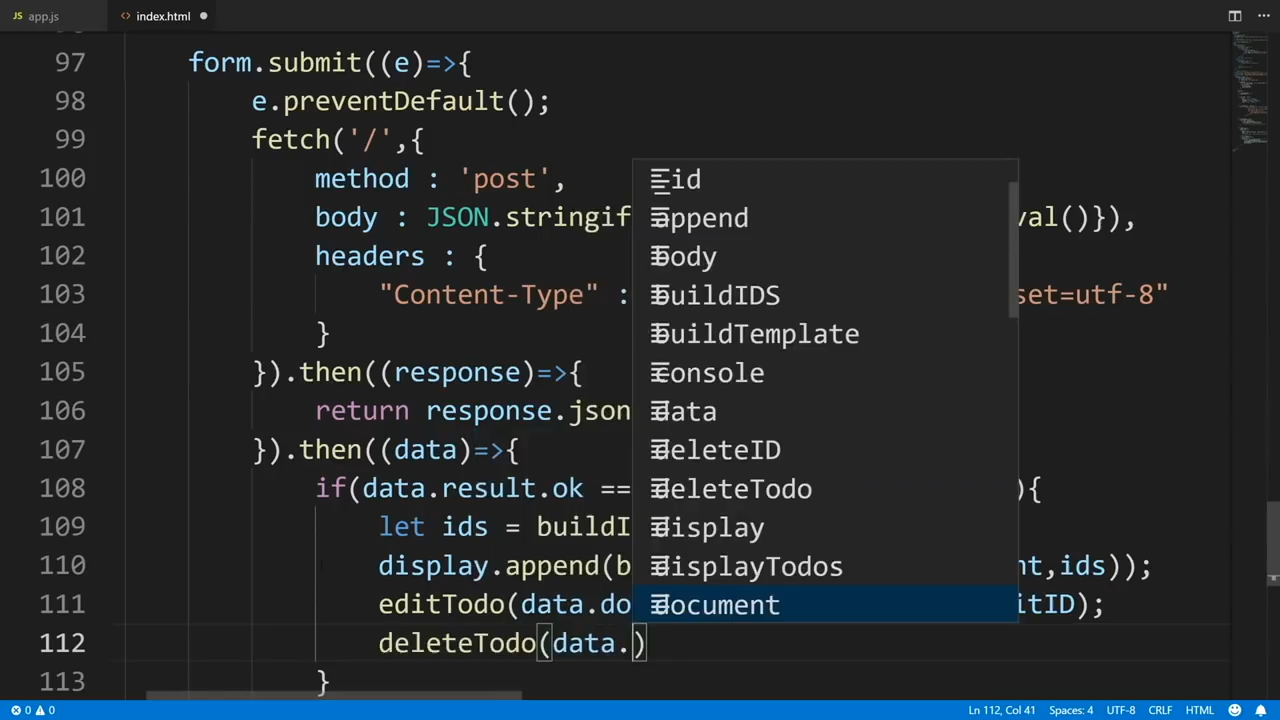 JS app.js <> index.html
97 form.submit((e)=>{
98 e.preventDefault();
99 fetch('/',{
100 method : 'post',
101 body : JSON.stringif val()}),
102 headers : {
103 "Content-Type" : set=utf-8"
104 }
105 }).then((response)=>{
106 return response.json
107 }).then((data)=>{
108 if(data.result.ok == ){
109 let ids = buildI
110 display.append(b nt,ids));
111 editTodo(data.do itID);
112 deleteTodo(data.)
113 }
_id
append
body
buildIDS
buildTemplate
console
data
deleteID
deleteTodo
display
displayTodos
document
0 0 Ln 112, Col 41 Spaces: 4 UTF-8 CRLF HTML